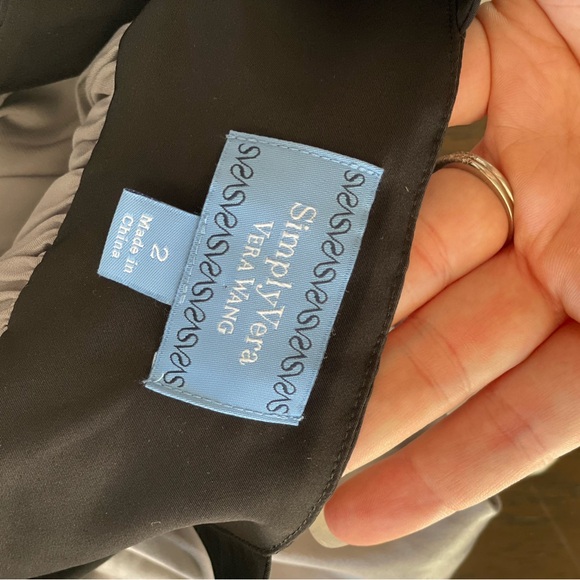 SimplyVera
VERA WANG
2
Made in
China